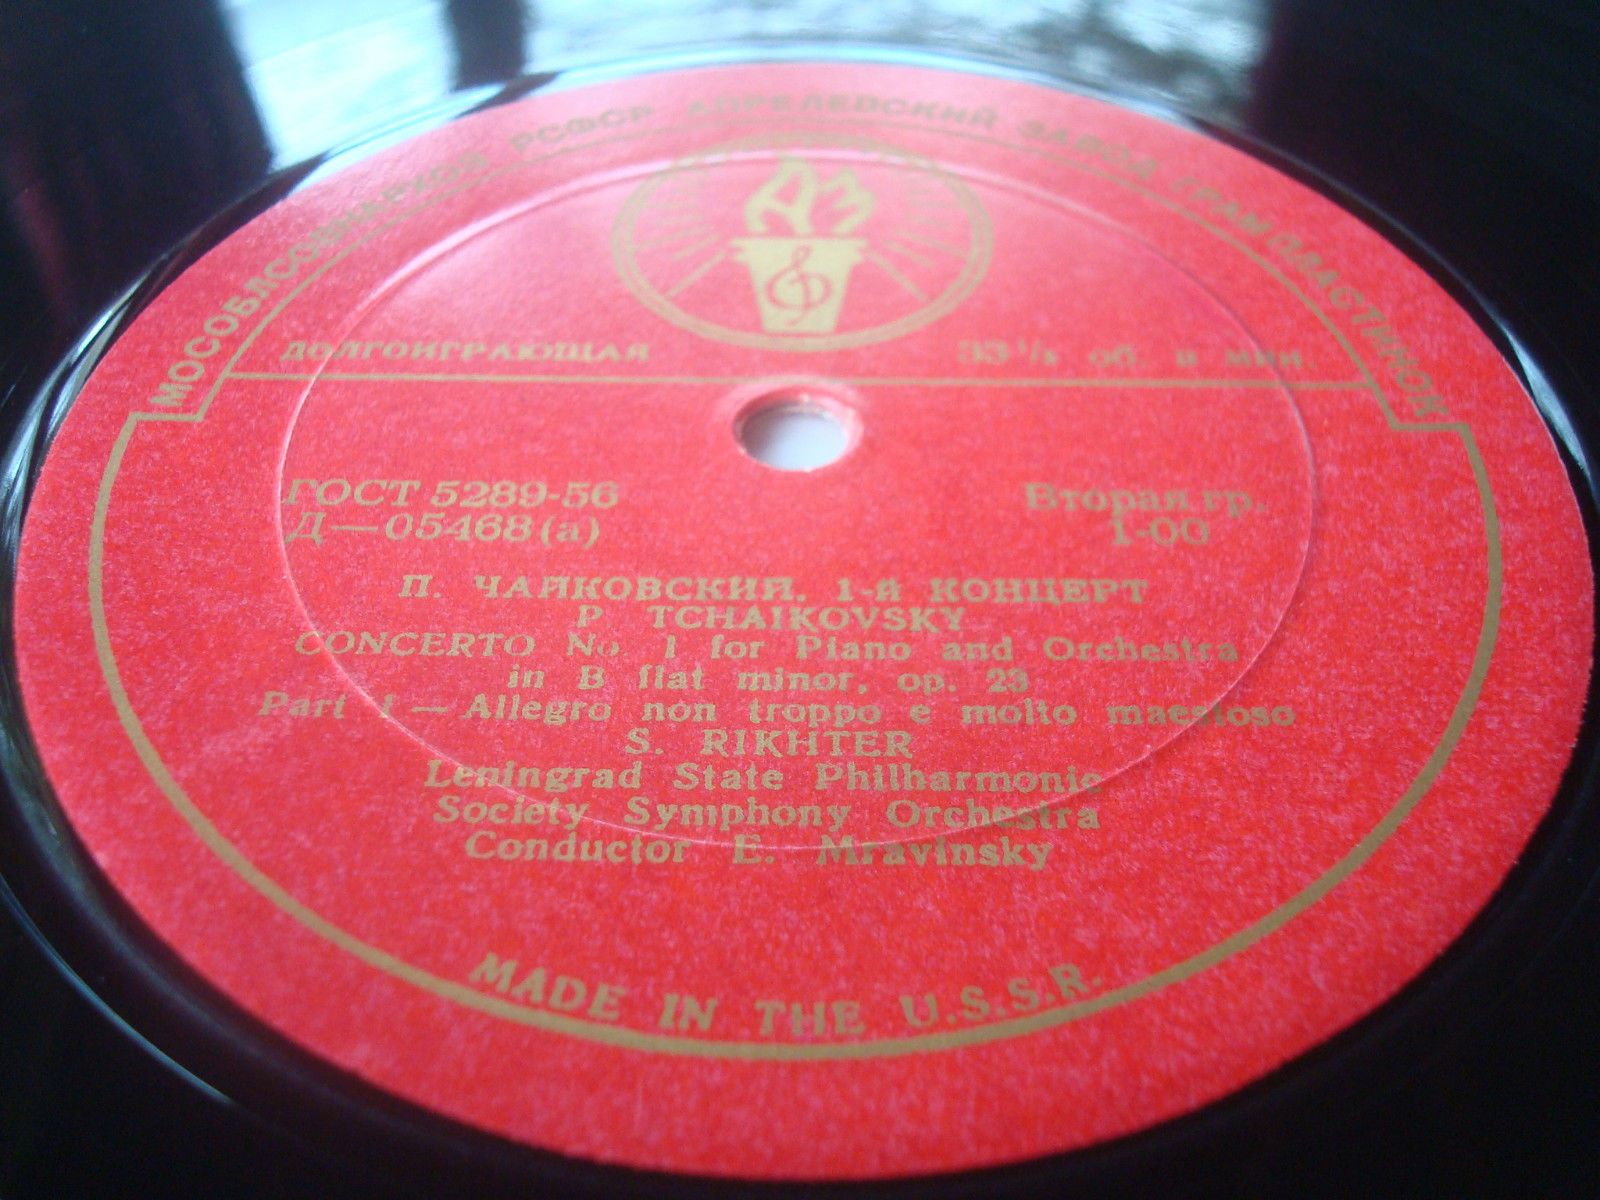 МОСОБЛСОВНАРХОЗ РСФСР АПРЕЛЕВСКИЙ ЗАВОД ГРАМПЛАСТИНОК
АЗ
ДОЛГОИГРАЮЩАЯ 33⅓ об. в мин.
ГОСТ 5289-56 Вторая гр.
Д—05468(а) 1-00
П. ЧАЙКОВСКИЙ. 1-й КОНЦЕРТ
P TCHAIKOVSKY
CONCERTO No. 1 for Piano and Orchestra
in B flat minor, op. 23
Part I — Allegro non troppo e molto maestoso
S. RIKHTER
Leningrad State Philharmonic
Society Symphony Orchestra
Conductor E. Mravinsky
MADE IN THE U.S.S.R.